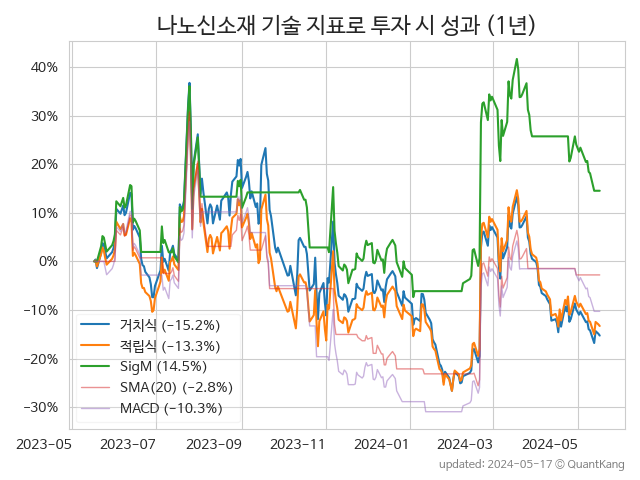 나노신소재 기술 지표로 투자 시 성과 (1년)
40%
30%
20%
10%
0%
−10%
−20%
−30%
거치식 (−15.2%)
적립식 (−13.3%)
SigM (14.5%)
SMA(20) (−2.8%)
MACD (−10.3%)
2023-05 2023-07 2023-09 2023-11 2024-01 2024-03 2024-05
updated: 2024-05-17 ⓒ QuantKang